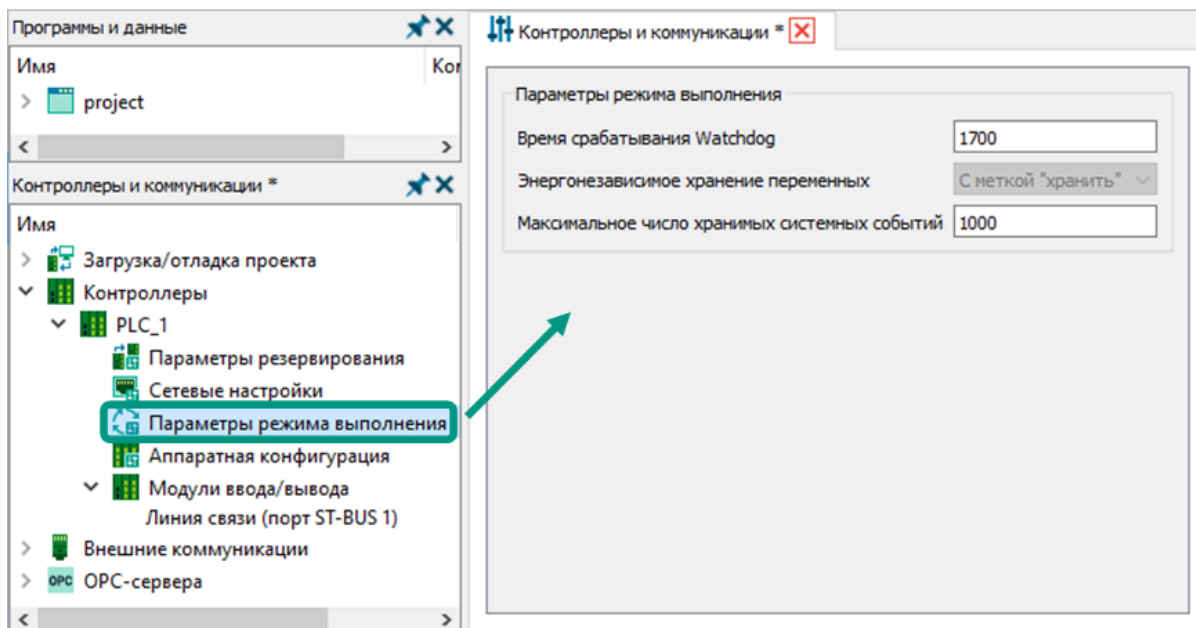 Программы и данные
Имя
project
Контроллеры и коммуникации *
Имя
Загрузка/отладка проекта
Контроллеры
PLC_1
Параметры резервирования
Сетевые настройки
Параметры режима выполнения
Аппаратная конфигурация
Модули ввода/вывода
Линия связи (порт ST-BUS 1)
Внешние коммуникации
OPC OPC-сервера
Контроллеры и коммуникации *
Параметры режима выполнения
Время срабатывания Watchdog 1700
Энергонезависимое хранение переменных С меткой "хранить"
Максимальное число хранимых системных событий 1000